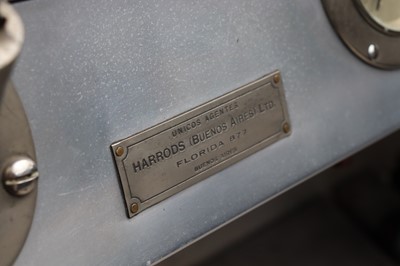 UNICOS AGENTES
HARRODS (BUENOS AIRES) LTD.
FLORIDA 877
BUENOS AIRES